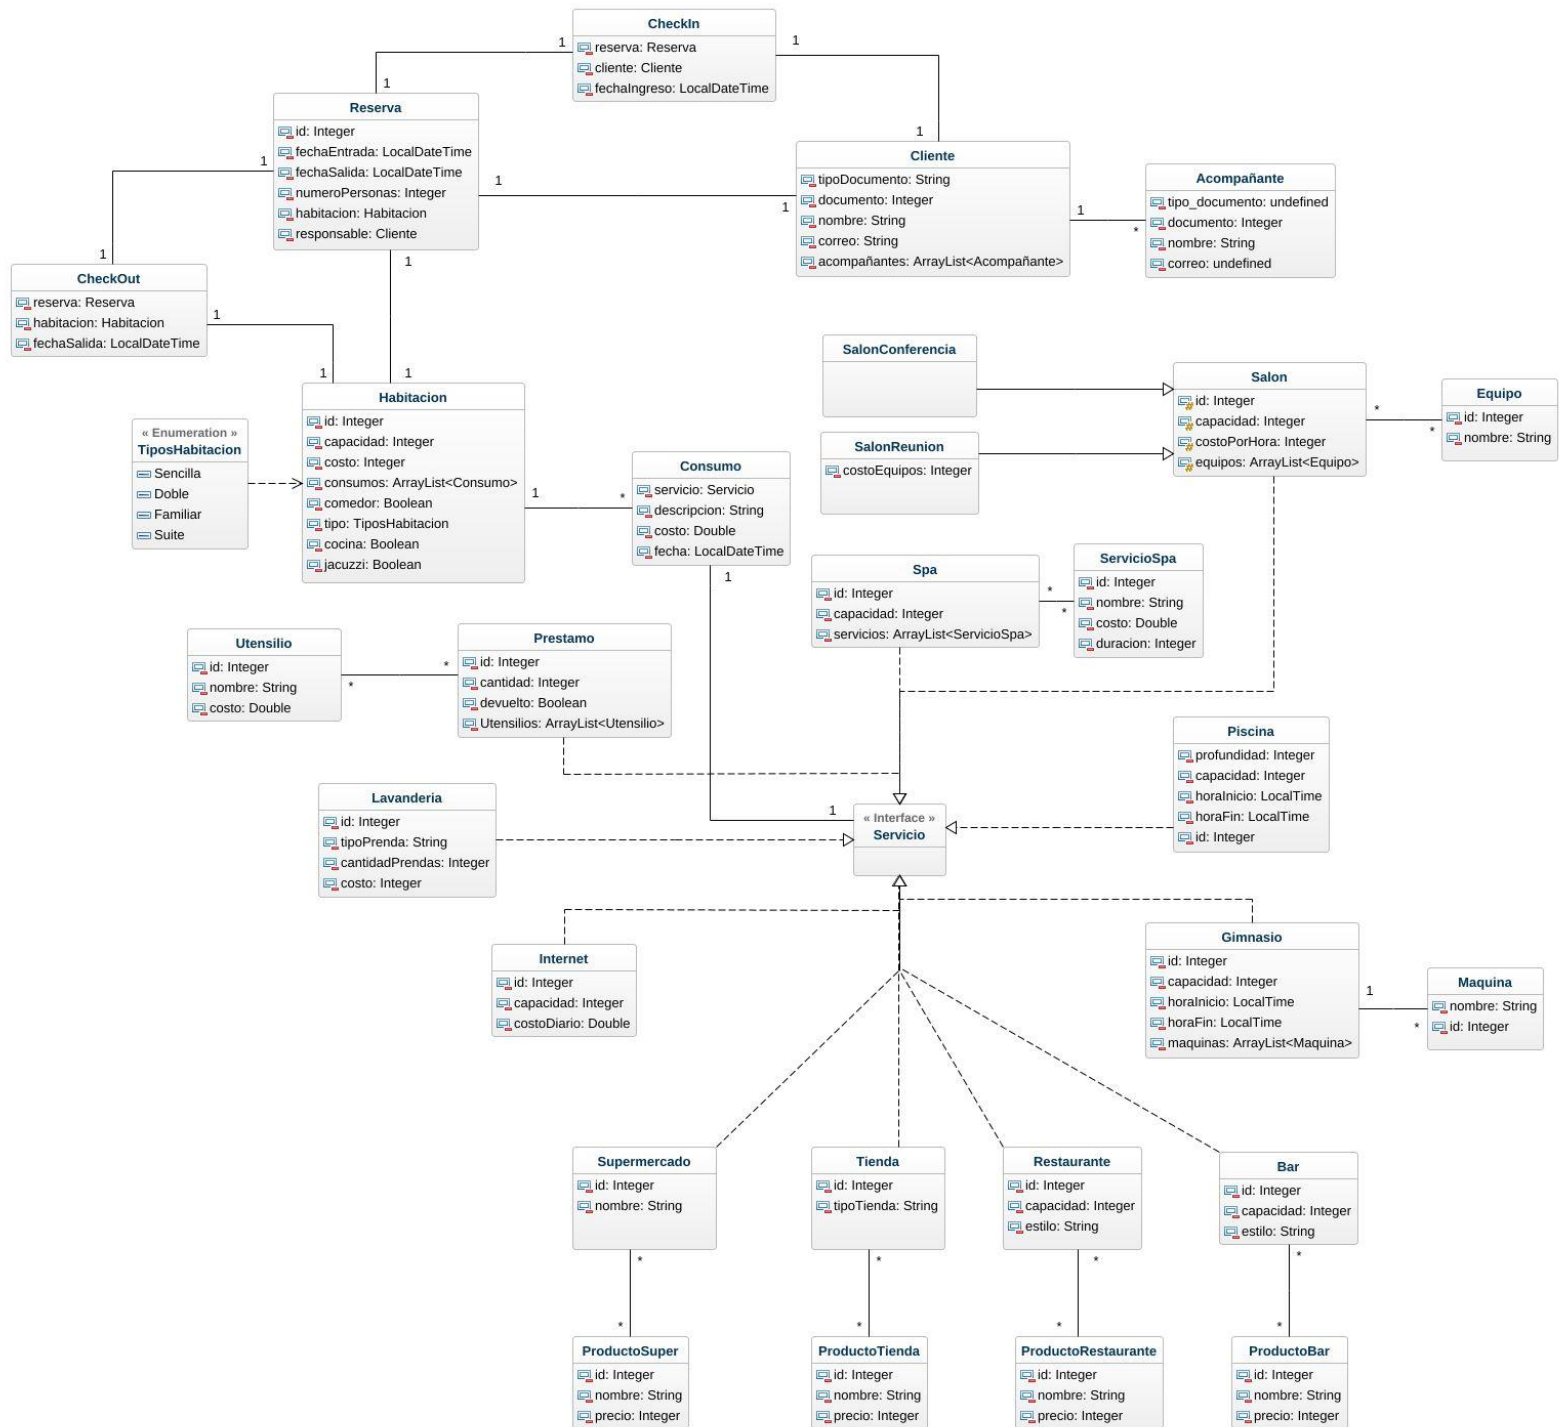 CheckIn
reserva: Reserva
cliente: Cliente
fechaIngreso: LocalDateTime
1
1
1
1
Reserva
id: Integer
fechaEntrada: LocalDateTime
fechaSalida: LocalDateTime
numeroPersonas: Integer
habitacion: Habitacion
responsable: Cliente
1
1
1
1
Cliente
tipoDocumento: String
documento: Integer
nombre: String
correo: String
acompañantes: ArrayList<Acompañante>
1
*
Acompañante
tipo_documento: undefined
documento: Integer
nombre: String
correo: undefined
1
CheckOut
reserva: Reserva
habitacion: Habitacion
fechaSalida: LocalDateTime
1
1
1
Habitacion
id: Integer
capacidad: Integer
costo: Integer
consumos: ArrayList<Consumo>
comedor: Boolean
tipo: TiposHabitacion
cocina: Boolean
jacuzzi: Boolean
« Enumeration »
TiposHabitacion
Sencilla
Doble
Familiar
Suite
1
*
Consumo
servicio: Servicio
descripcion: String
costo: Double
fecha: LocalDateTime
1
SalonConferencia
SalonReunion
costoEquipos: Integer
Salon
id: Integer
capacidad: Integer
costoPorHora: Integer
equipos: ArrayList<Equipo>
*
*
Equipo
id: Integer
nombre: String
Spa
id: Integer
capacidad: Integer
servicios: ArrayList<ServicioSpa>
*
*
ServicioSpa
id: Integer
nombre: String
costo: Double
duracion: Integer
Utensilio
id: Integer
nombre: String
costo: Double
*
*
Prestamo
id: Integer
cantidad: Integer
devuelto: Boolean
Utensilios: ArrayList<Utensilio>
Piscina
profundidad: Integer
capacidad: Integer
horaInicio: LocalTime
horaFin: LocalTime
id: Integer
Lavanderia
id: Integer
tipoPrenda: String
cantidadPrendas: Integer
costo: Integer
1
« Interface »
Servicio
Internet
id: Integer
capacidad: Integer
costoDiario: Double
Gimnasio
id: Integer
capacidad: Integer
horaInicio: LocalTime
horaFin: LocalTime
maquinas: ArrayList<Maquina>
1
*
Maquina
nombre: String
id: Integer
Supermercado
id: Integer
nombre: String
Tienda
id: Integer
tipoTienda: String
Restaurante
id: Integer
capacidad: Integer
estilo: String
Bar
id: Integer
capacidad: Integer
estilo: String
*
*
*
*
*
*
*
*
ProductoSuper
id: Integer
nombre: String
precio: Integer
ProductoTienda
id: Integer
nombre: String
precio: Integer
ProductoRestaurante
id: Integer
nombre: String
precio: Integer
ProductoBar
id: Integer
nombre: String
precio: Integer